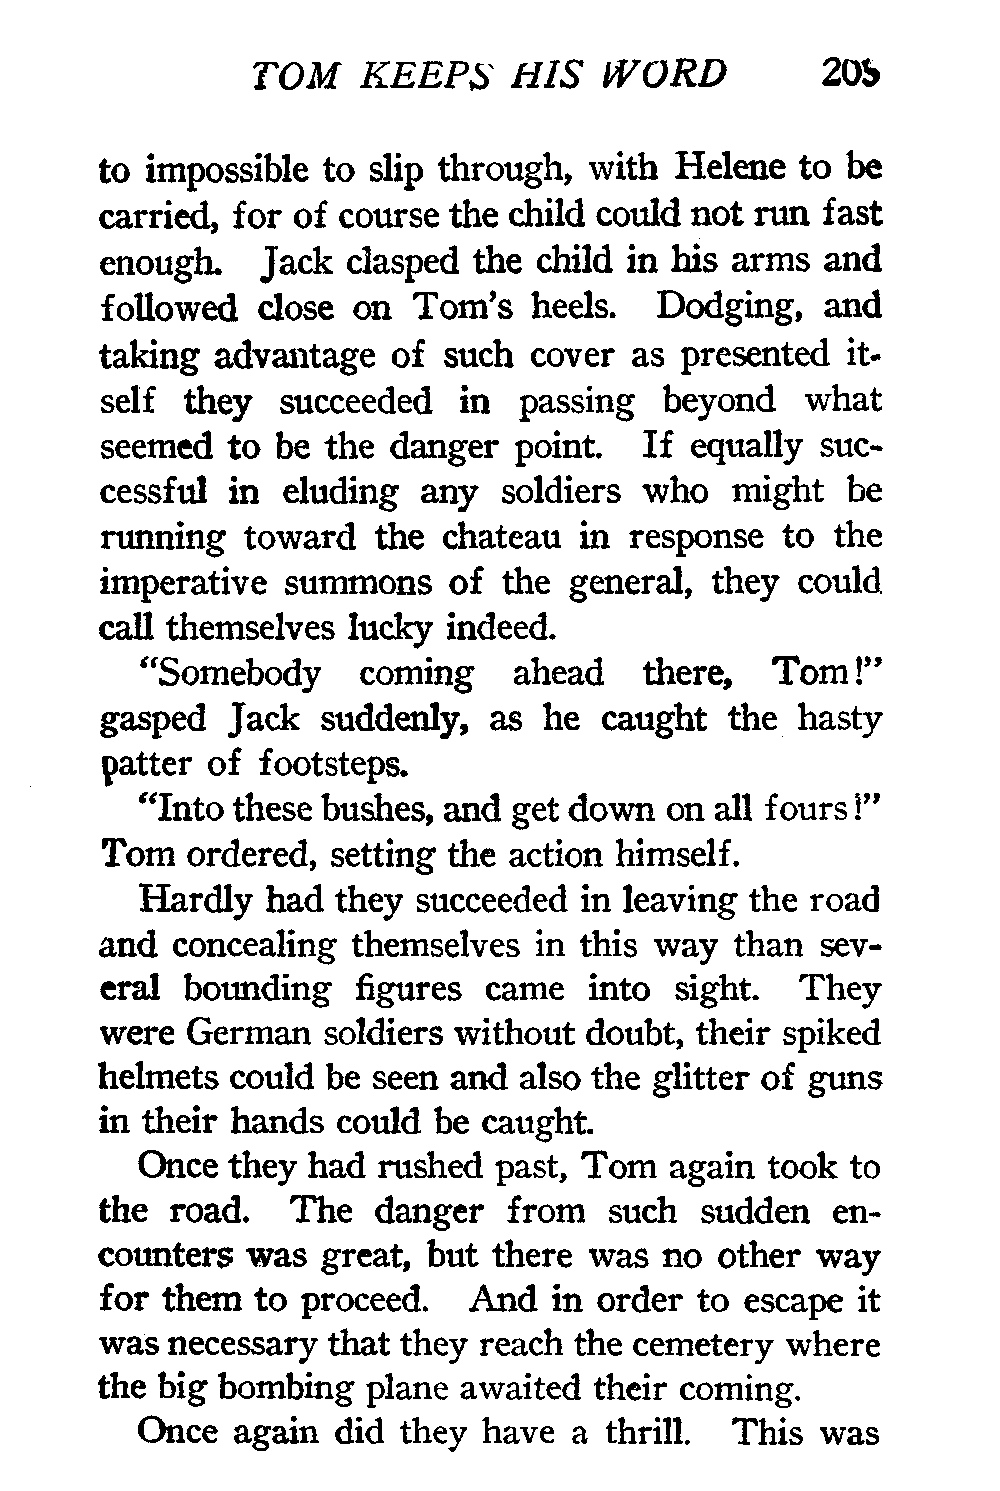 TOM KEEPS HIS WORD 205
to impossible to slip through, with Helene to be
carried, for of course the child could not run fast
enough. Jack clasped the child in his arms and
followed close on Tom's heels. Dodging, and
taking advantage of such cover as presented it-
self they succeeded in passing beyond what
seemed to be the danger point. If equally suc-
cessful in eluding any soldiers who might be
running toward the chateau in response to the
imperative summons of the general, they could
call themselves lucky indeed.
"Somebody coming ahead there, Tom!"
gasped Jack suddenly, as he caught the hasty
patter of footsteps.
"Into these bushes, and get down on all fours!"
Tom ordered, setting the action himself.
Hardly had they succeeded in leaving the road
and concealing themselves in this way than sev-
eral bounding figures came into sight. They
were German soldiers without doubt, their spiked
helmets could be seen and also the glitter of guns
in their hands could be caught.
Once they had rushed past, Tom again took to
the road. The danger from such sudden en-
counters was great, but there was no other way
for them to proceed. And in order to escape it
was necessary that they reach the cemetery where
the big bombing plane awaited their coming.
Once again did they have a thrill. This was